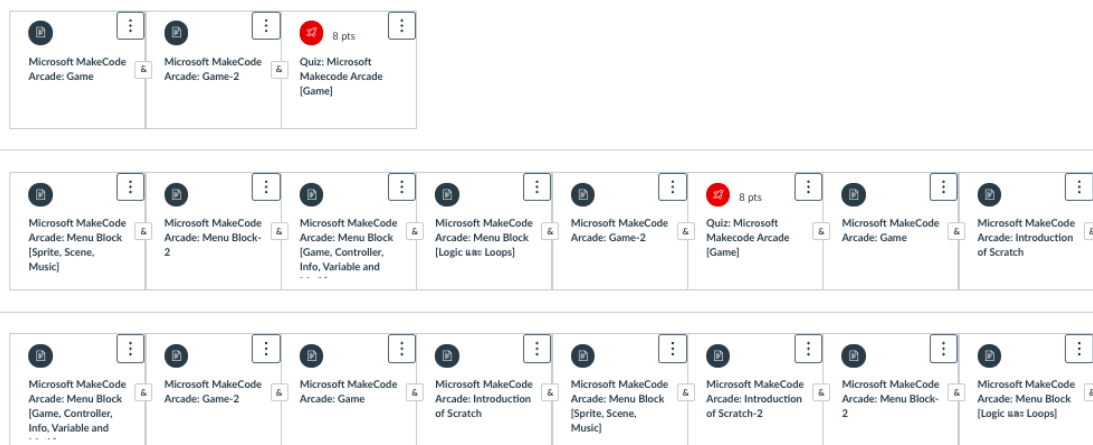 8 pts
Microsoft MakeCode
Arcade: Game
&
Microsoft MakeCode
Arcade: Game-2
&
Quiz: Microsoft
Makecode Arcade
[Game]
8 pts
Microsoft MakeCode
Arcade: Menu Block
[Sprite, Scene,
Music]
&
Microsoft MakeCode
Arcade: Menu Block-
2
&
Microsoft MakeCode
Arcade: Menu Block
[Game, Controller,
Info, Variable and
&
Microsoft MakeCode
Arcade: Menu Block
[Logic และ Loops]
&
Microsoft MakeCode
Arcade: Game-2
&
Quiz: Microsoft
Makecode Arcade
[Game]
&
Microsoft MakeCode
Arcade: Game
&
Microsoft MakeCode
Arcade: Introduction
of Scratch
&
Microsoft MakeCode
Arcade: Menu Block
[Game, Controller,
Info, Variable and
&
Microsoft MakeCode
Arcade: Game-2
&
Microsoft MakeCode
Arcade: Game
&
Microsoft MakeCode
Arcade: Introduction
of Scratch
&
Microsoft MakeCode
Arcade: Menu Block
[Sprite, Scene,
Music]
&
Microsoft MakeCode
Arcade: Introduction
of Scratch-2
&
Microsoft MakeCode
Arcade: Menu Block-
2
&
Microsoft MakeCode
Arcade: Menu Block
[Logic และ Loops]
&